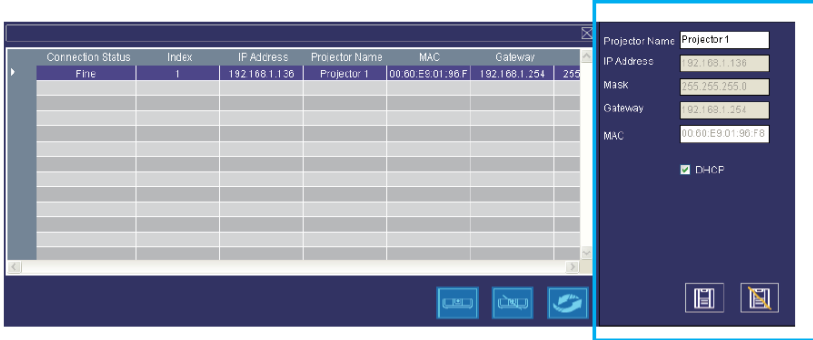 Connection Status Index IP Address Projector Name MAC Gateway
Fine 1 192.168.1.136 Projector 1 00.60.E9.01.96.F 192.168.1.254 255
Projector Name Projector 1
IP Address 192.168.1.136
Mask 255.255.255.0
Gateway 192.168.1.254
MAC 00.60.E9.01.96.F8
DHCP